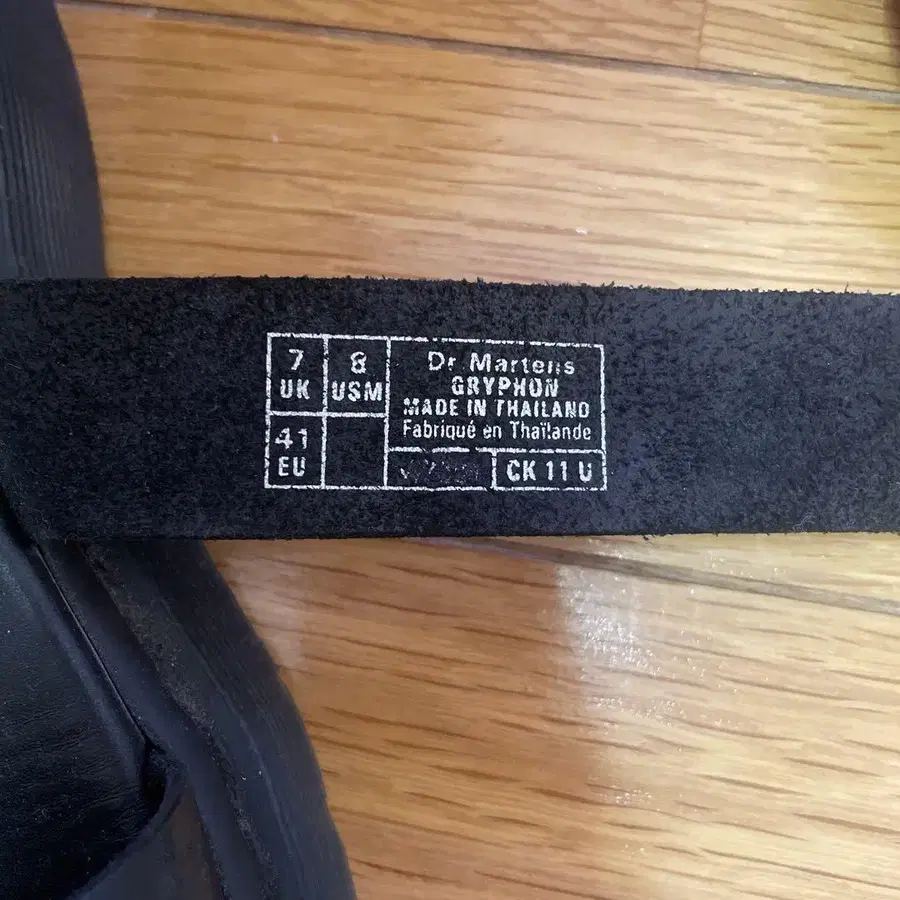 7
UK
8
USM
41
EU
Dr Martens
GRYPHON
MADE IN THAILAND
Fabriqué en Thaïlande
CK 11 U